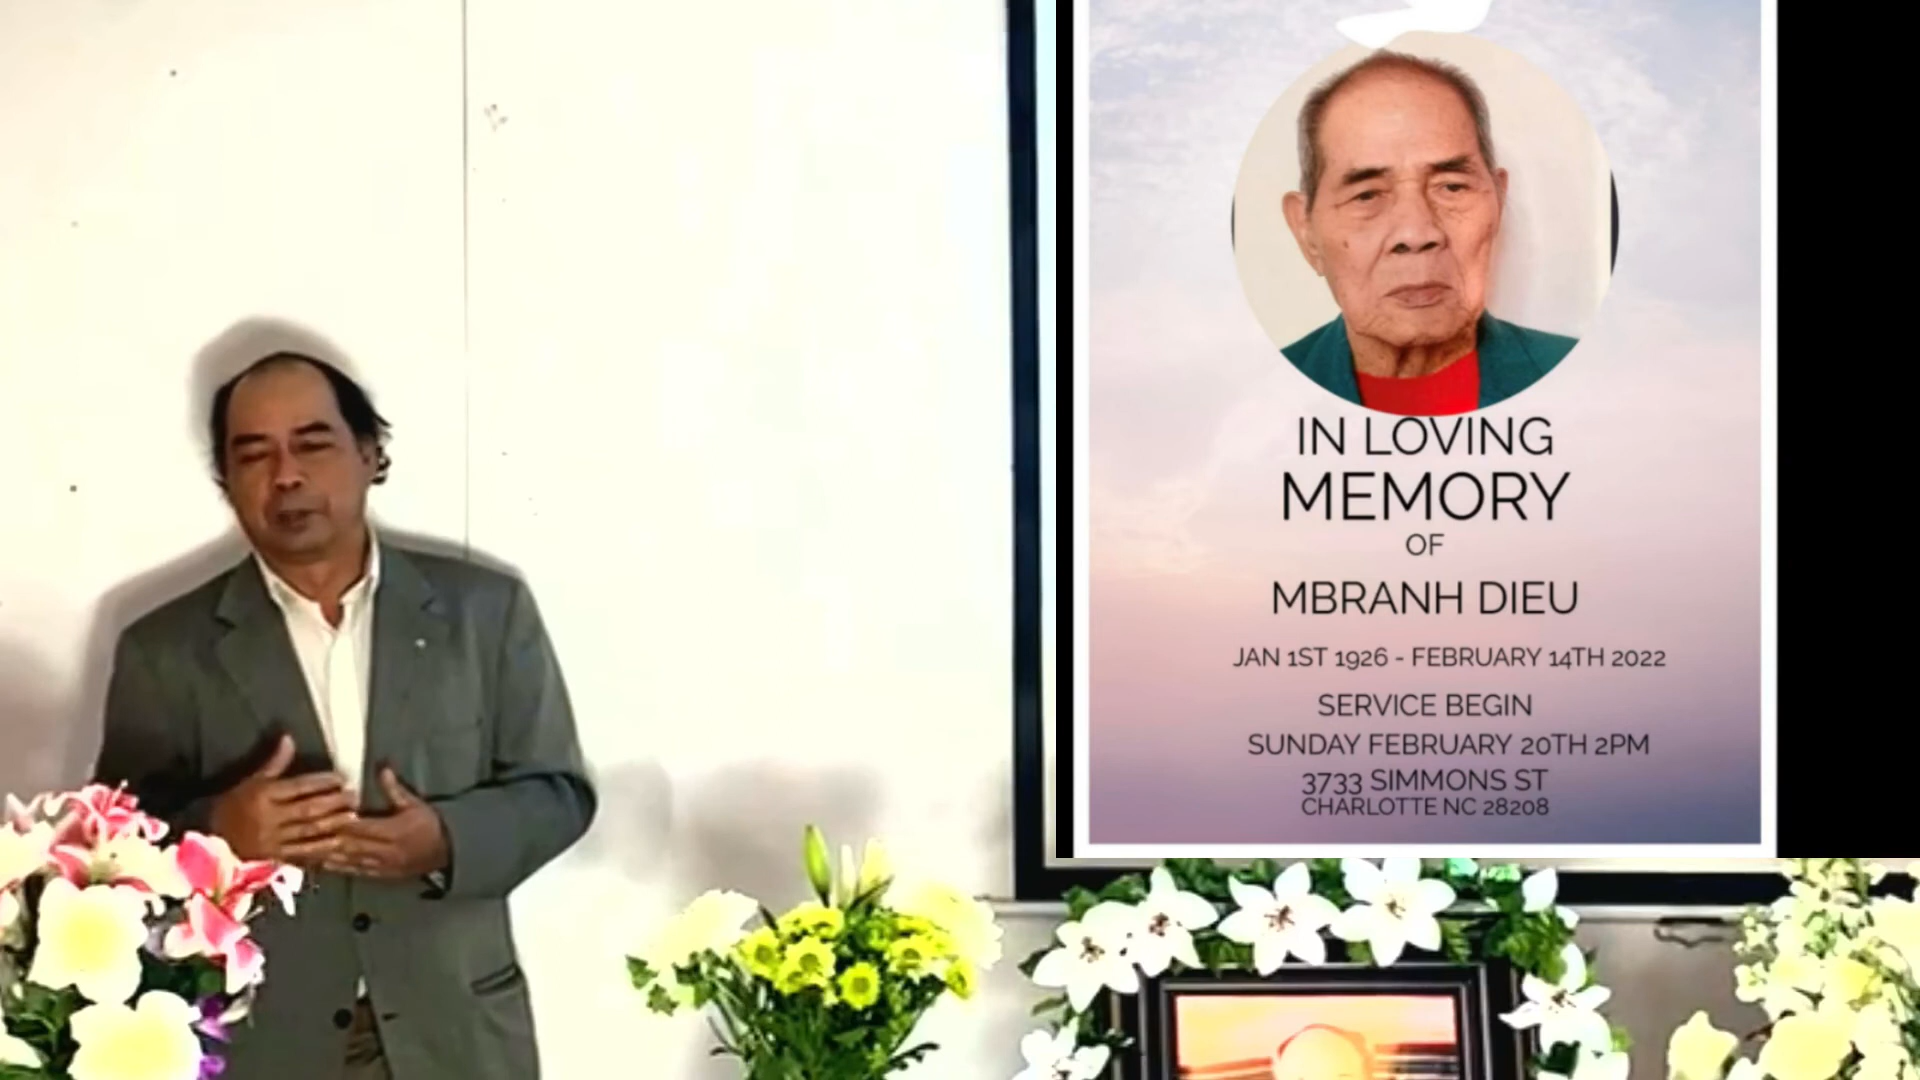 IN LOVING
MEMORY
OF
MBRANH DIEU
JAN 1ST 1926 - FEBRUARY 14TH 2022
SERVICE BEGIN
SUNDAY FEBRUARY 20TH 2PM
3733 SIMMONS ST
CHARLOTTE NC 28208